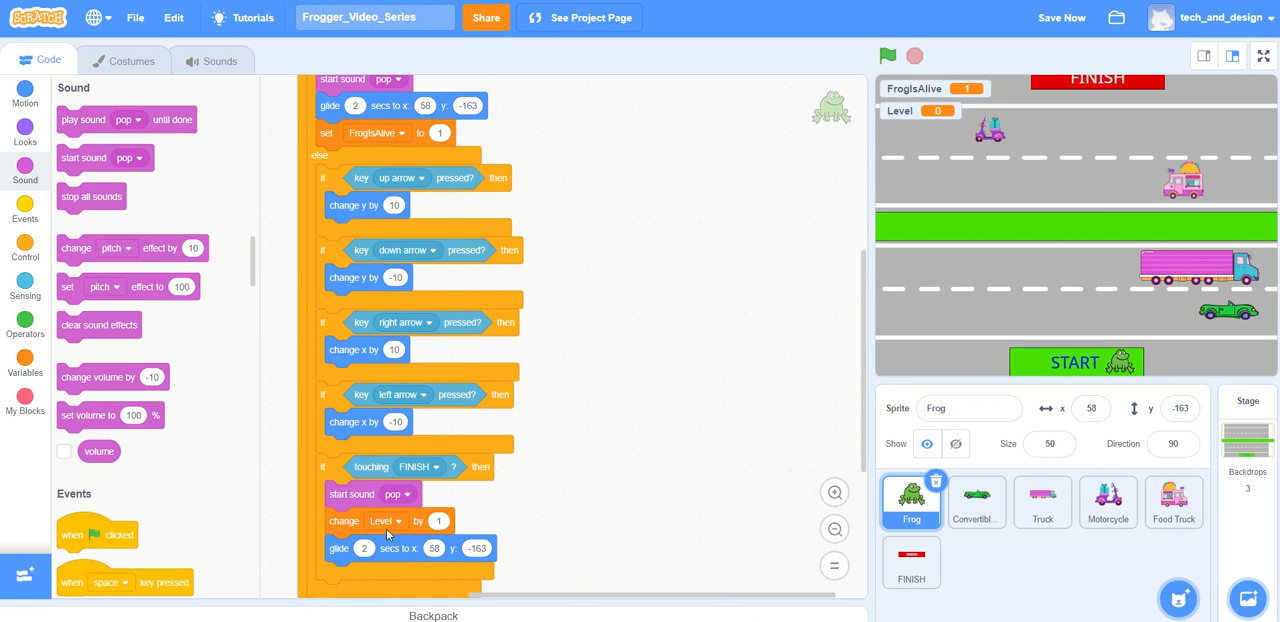 SCRATCH File Edit Tutorials Frogger_Video_Series Share See Project Page Save Now tech_and_design
Code Costumes Sounds
Motion
Looks
Sound
Events
Control
Sensing
Operators
Variables
My Blocks
Sound
play sound pop until done
start sound pop
stop all sounds
change pitch effect by 10
set pitch effect to 100
clear sound effects
change volume by -10
set volume to 100 %
volume
Events
when clicked
when space key pressed
start sound pop
glide 2 secs to x: 58 y: -163
set FrogIsAlive to 1
else
if key up arrow pressed? then
change y by 10
if key down arrow pressed? then
change y by -10
if key right arrow pressed? then
change x by 10
if key left arrow pressed? then
change x by -10
if touching FINISH ? then
start sound pop
change Level by 1
glide 2 secs to x: 58 y: -163
Backpack
FINISH
FrogIsAlive 1
Level 0
START
Sprite Frog x 58 y -163
Show Size 50 Direction 90
Frog Convertibl... Truck Motorcycle Food Truck
FINISH
Stage
Backdrops
3